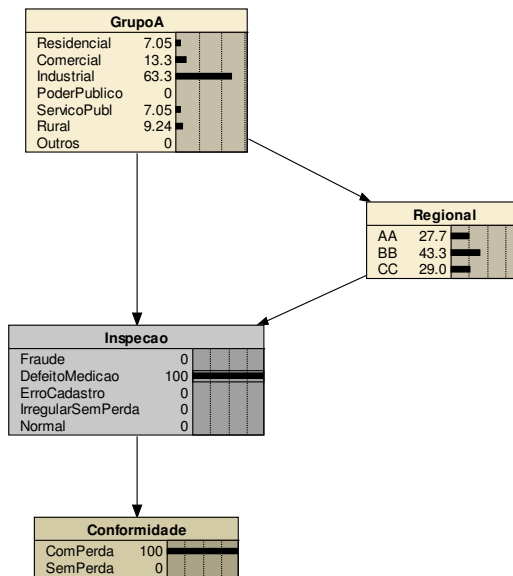 GrupoA
Residencial 7.05
Comercial 13.3
Industrial 63.3
PoderPublico 0
ServicoPubl 7.05
Rural 9.24
Outros 0
Regional
AA 27.7
BB 43.3
CC 29.0
Inspecao
Fraude 0
DefeitoMedicao 100
ErroCadastro 0
IrregularSemPerda 0
Normal 0
Conformidade
ComPerda 100
SemPerda 0